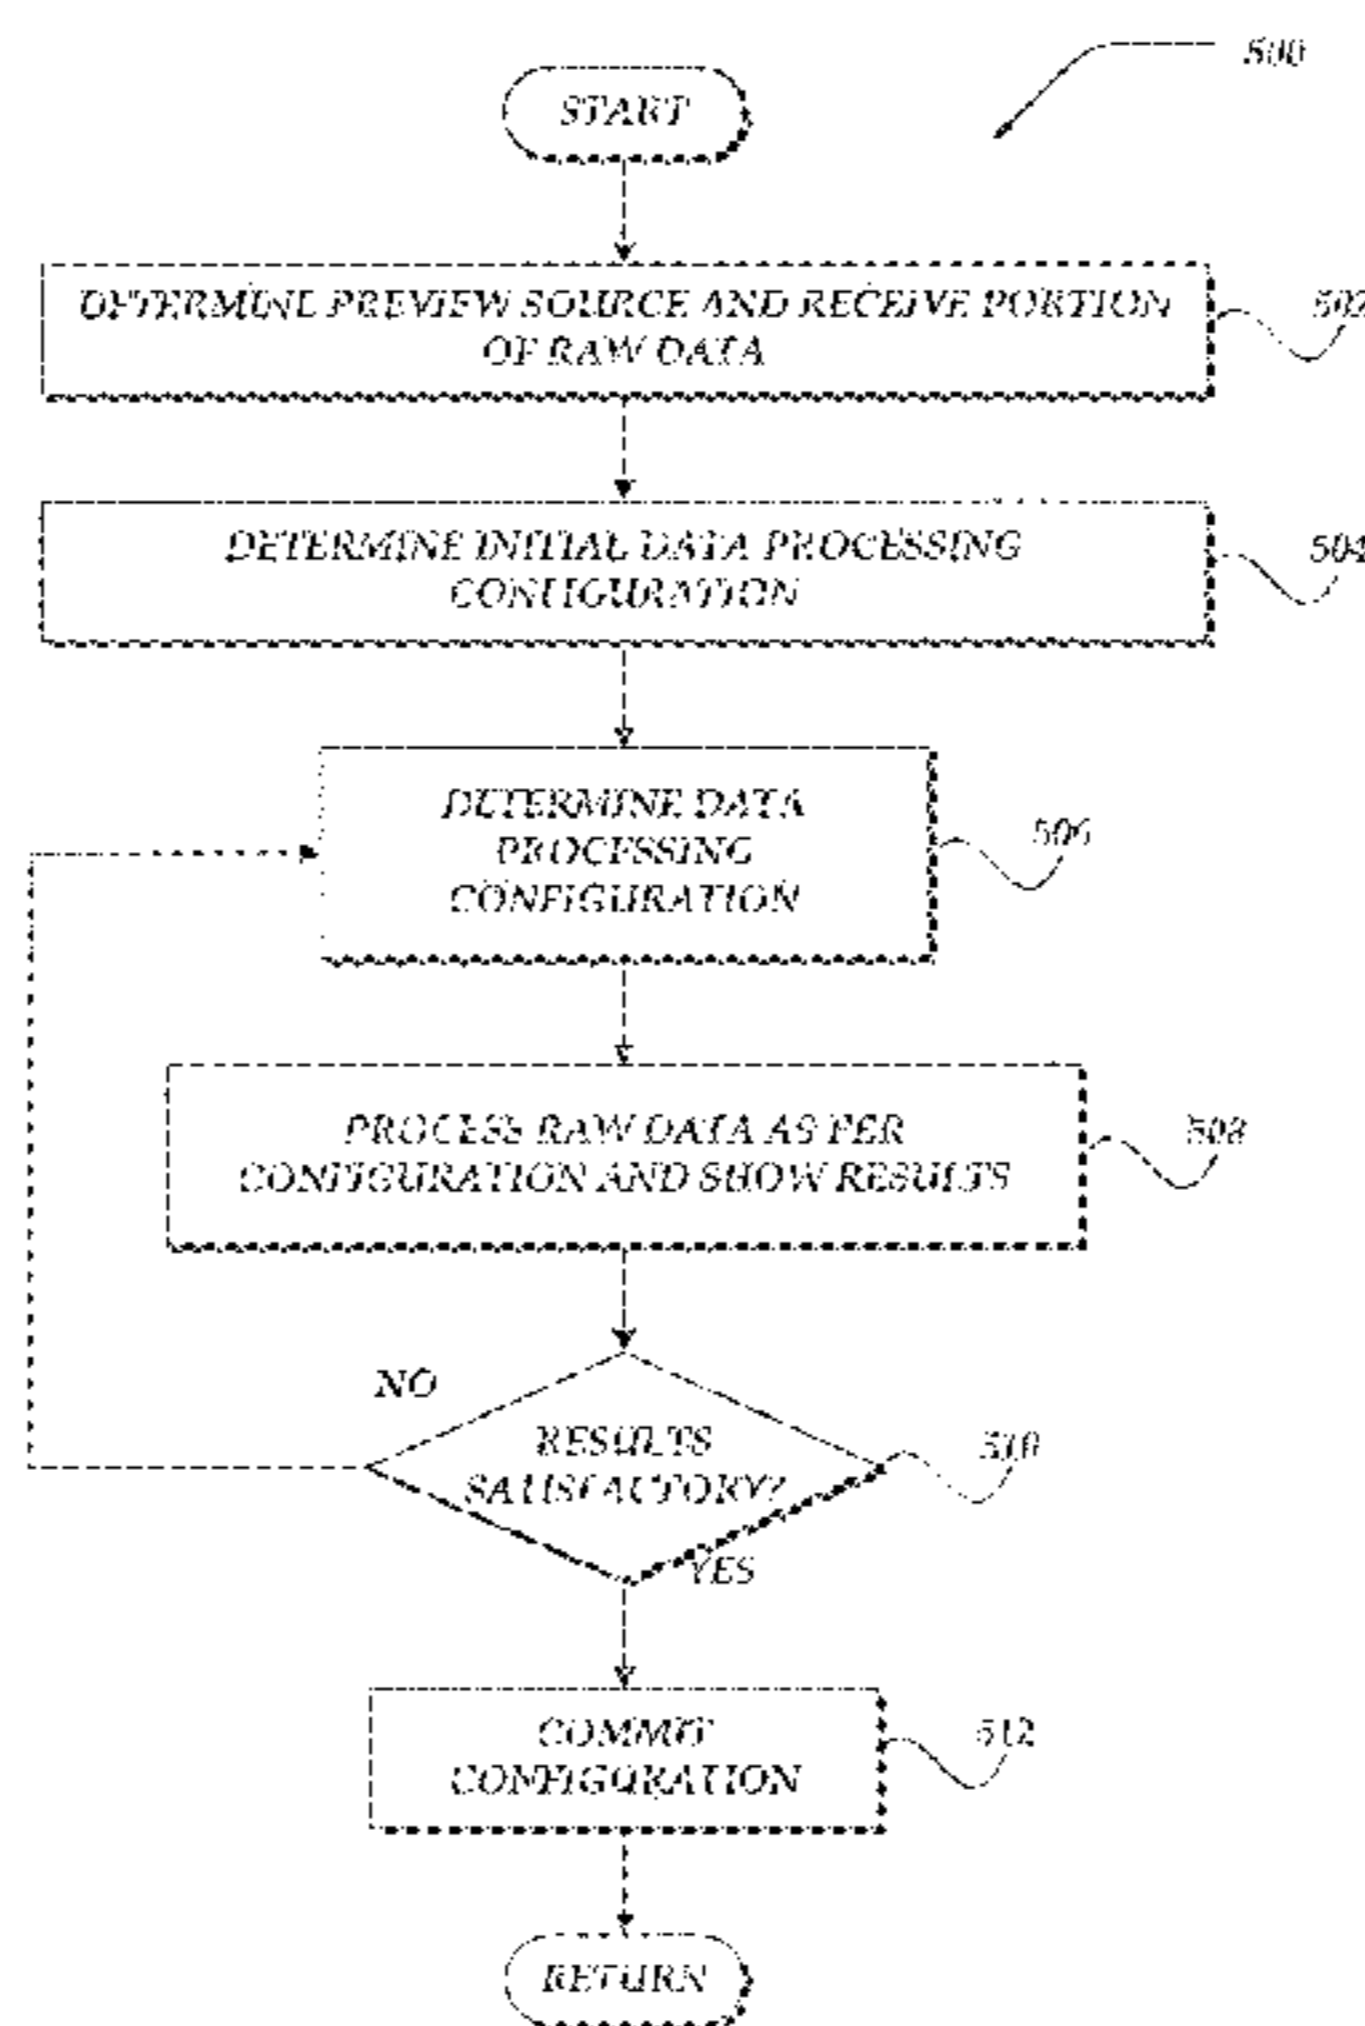 500
START
DETERMINE PREVIEW SOURCE AND RECEIVE PORTION
OF RAW DATA
502
DETERMINE INITIAL DATA PROCESSING
CONFIGURATION
504
DETERMINE DATA
PROCESSING
CONFIGURATION
506
PROCESS RAW DATA AS PER
CONFIGURATION AND SHOW RESULTS
508
NO
RESULTS
SATISFACTORY?
510
YES
COMMIT
CONFIGURATION
512
RETURN